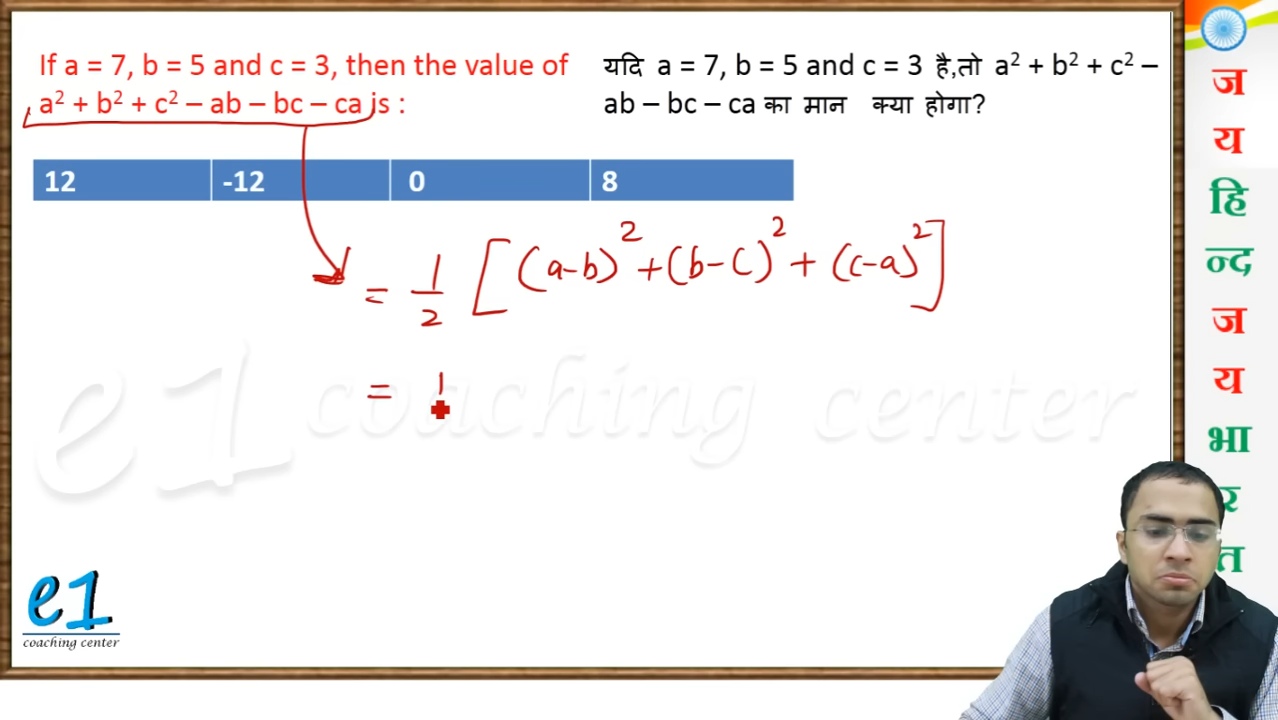 If a = 7, b = 5 and c = 3, then the value of
a² + b² + c² – ab – bc – ca is :
यदि a = 7, b = 5 and c = 3 है,तो a² + b² + c² –
ab – bc – ca का मान क्या होगा?
12 -12 0 8
= 1/2 [(a-b)² + (b-c)² + (c-a)²]
= 1
e1 coaching center
e1
coaching center
ज
य
हि
न्द
ज
य
भा
र
त